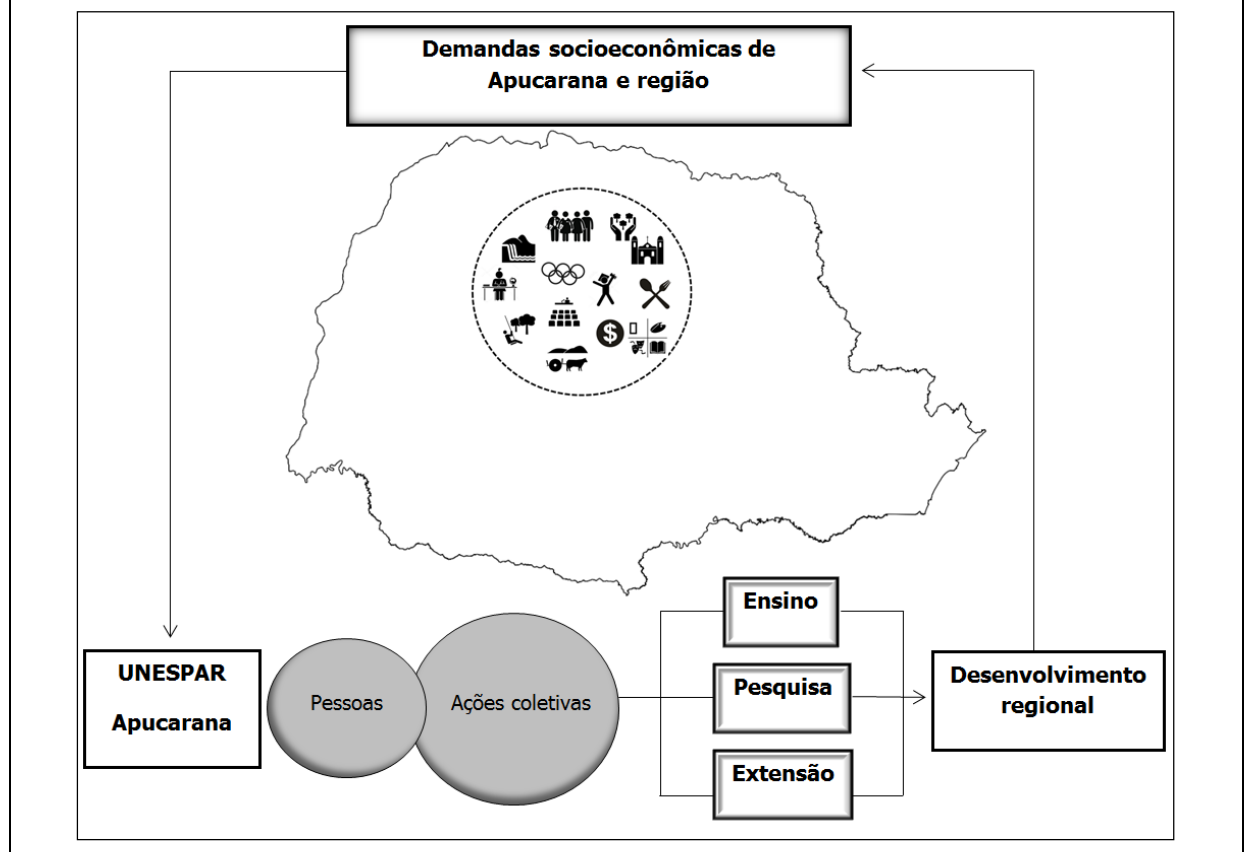 Demandas socioeconômicas de
Apucarana e região
$
UNESPAR
Apucarana
Pessoas
Ações coletivas
Ensino
Pesquisa
Extensão
Desenvolvimento
regional